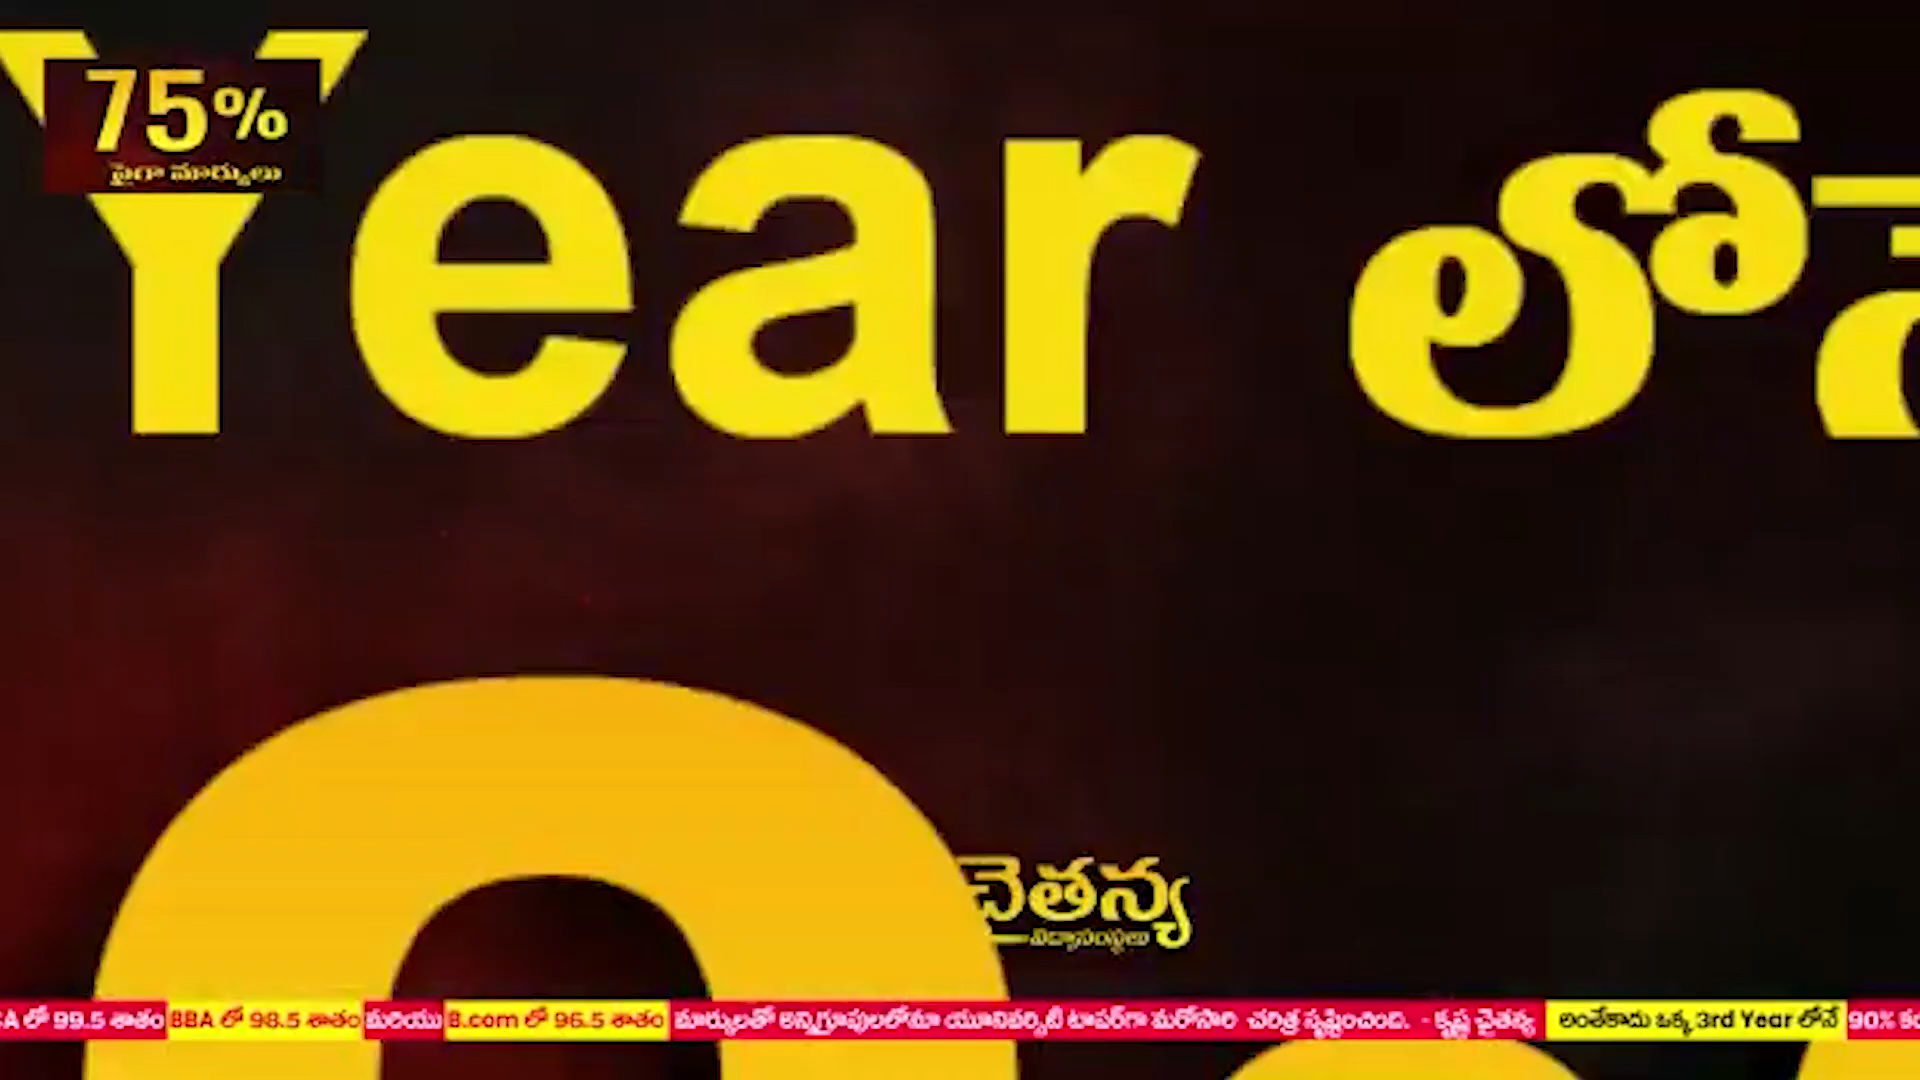 75%
పైగా మార్కులు
Year లోనే
చైతన్య
విద్యాసంస్థలు
లో 99.5 శాతం BBA లో 98.5 శాతం మరియు B.com లో 96.5 శాతం మార్కులతో అన్నిగ్రూపులలోనూ యూనివర్సిటీ టాపర్‌గా మరోసారి చరిత్ర సృష్టించింది. - కృష్ణ చైతన్య అంతేకాదు ఒక్క 3rd Year లోనే 90%